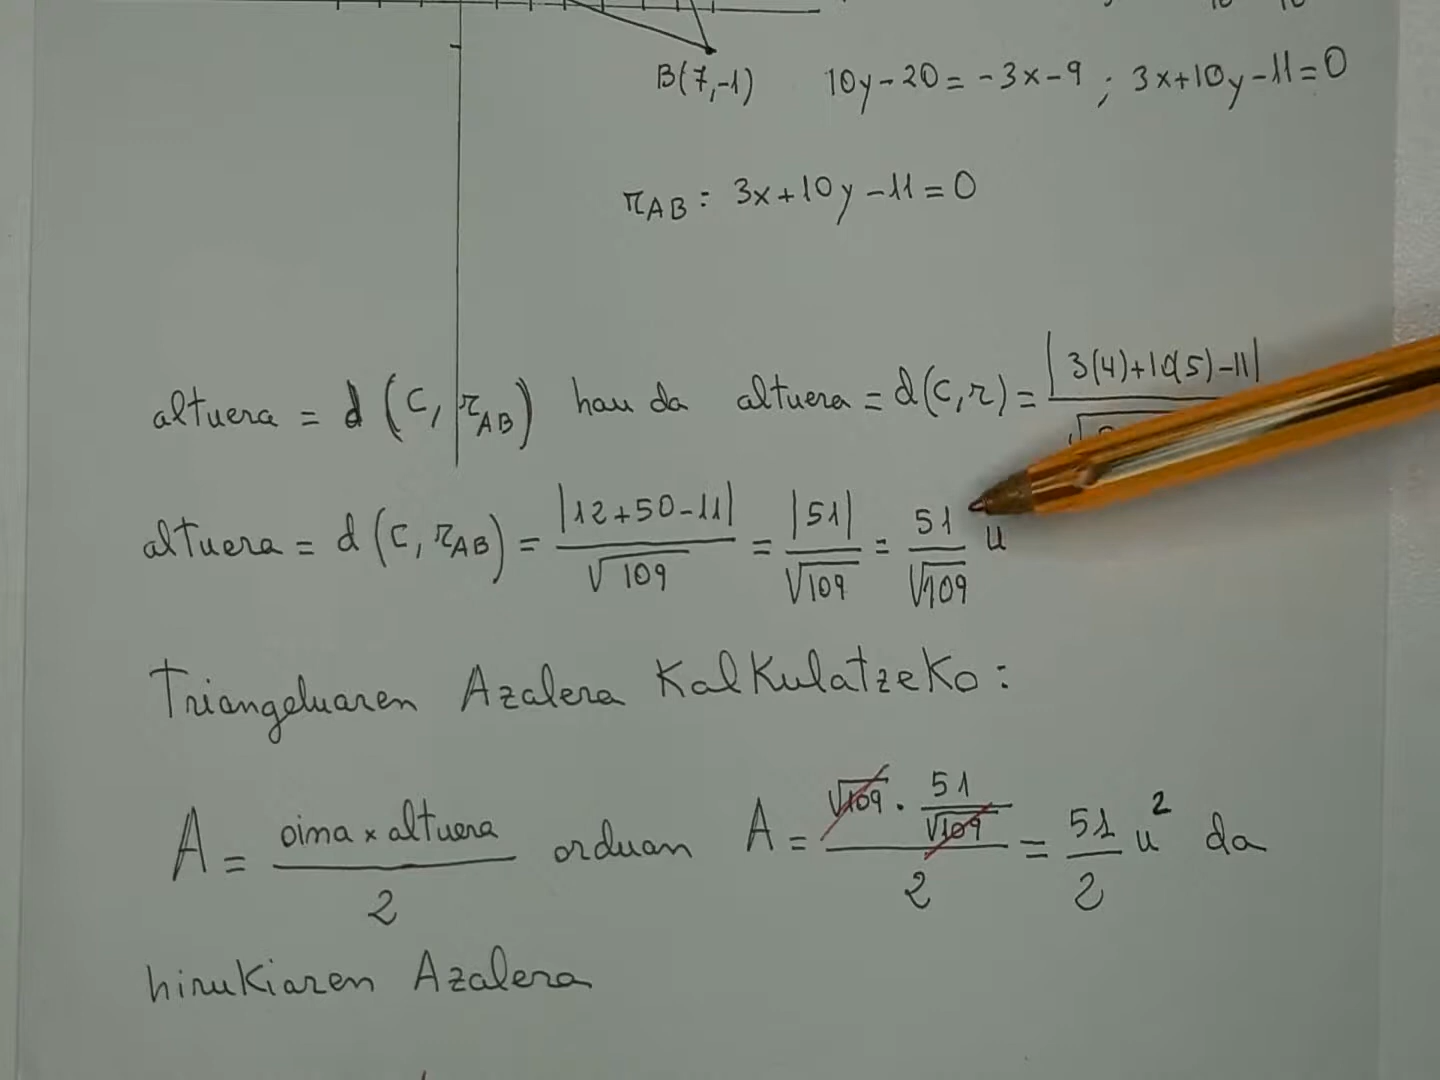 B(7,-1) 10y-20=-3x-9 ; 3x+10y-11=0
r_AB: 3x+10y-11=0
altuera = d(C, r_AB) hau da altuera = d(C, r) = |3(4)+10(5)-11|
altuera = d(C, r_AB) = |12+50-11| / √109 = |51| / √109 = 51 / √109 u
Triangeluaren Azalera Kalkulatzeko:
A = oina x altuera / 2 orduan A = √109 · 51/√109 / 2 = 51/2 u² da
hirukiaren Azalera